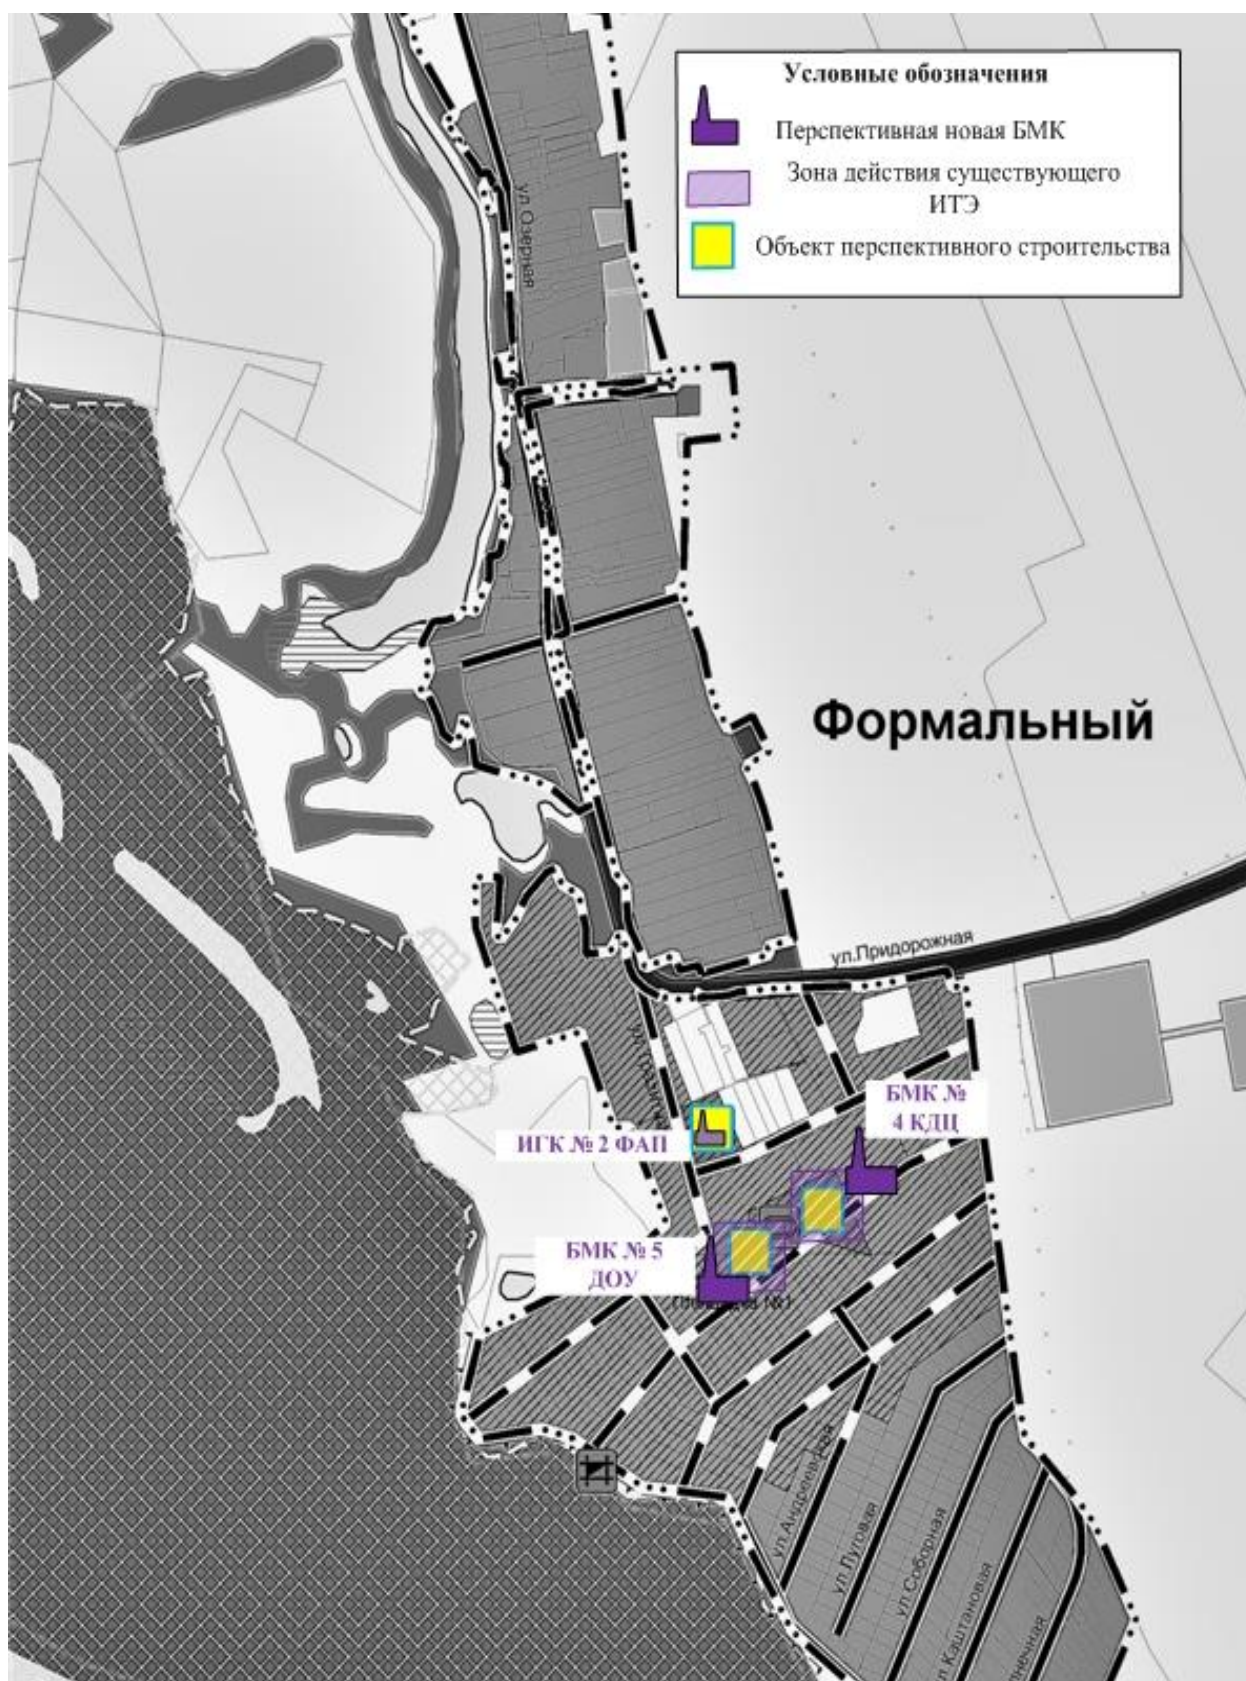 Условные обозначения
Перспективная новая БМК
Зона действия существующего
ИТЭ
Объект перспективного строительства
ул. Озерная
Формальный
ул.Придорожная
БМК №
4 КДЦ
ИГК № 2 ФАП
БМК № 5
ДОУ
№1
ул.Андреевская
ул.Луговая
ул.Соборная
ул.Каштановая